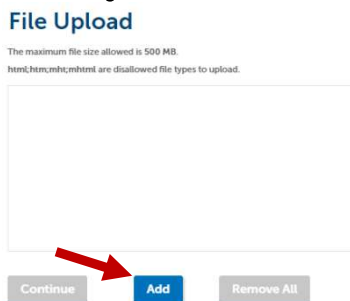 File Upload
The maximum file size allowed is 500 MB.
html;htm;mht;mhtml are disallowed file types to upload.
Continue Add Remove All